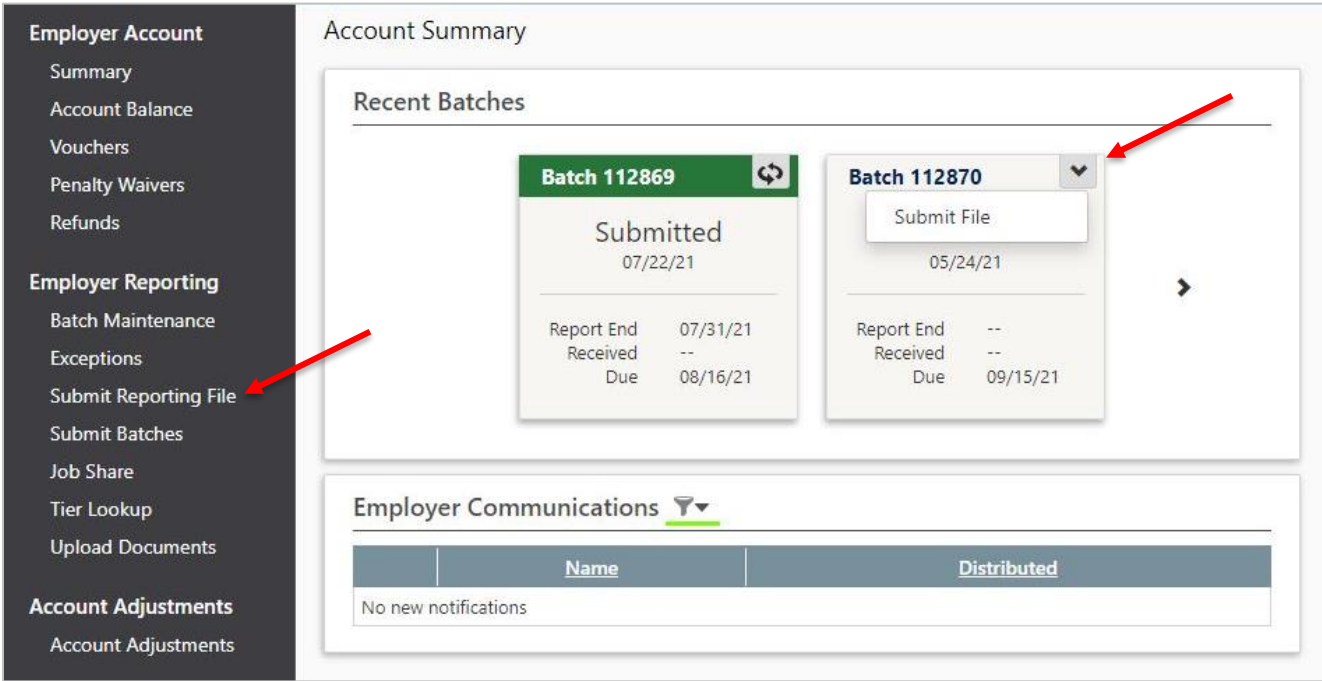 Employer Account
Summary
Account Balance
Vouchers
Penalty Waivers
Refunds
Employer Reporting
Batch Maintenance
Exceptions
Submit Reporting File
Submit Batches
Job Share
Tier Lookup
Upload Documents
Account Adjustments
Account Adjustments
Account Summary
Recent Batches
Batch 112869
Submitted
07/22/21
Report End 07/31/21
Received --
Due 08/16/21
Batch 112870
Submit File
05/24/21
Report End --
Received --
Due 09/15/21
Employer Communications
Name Distributed
No new notifications